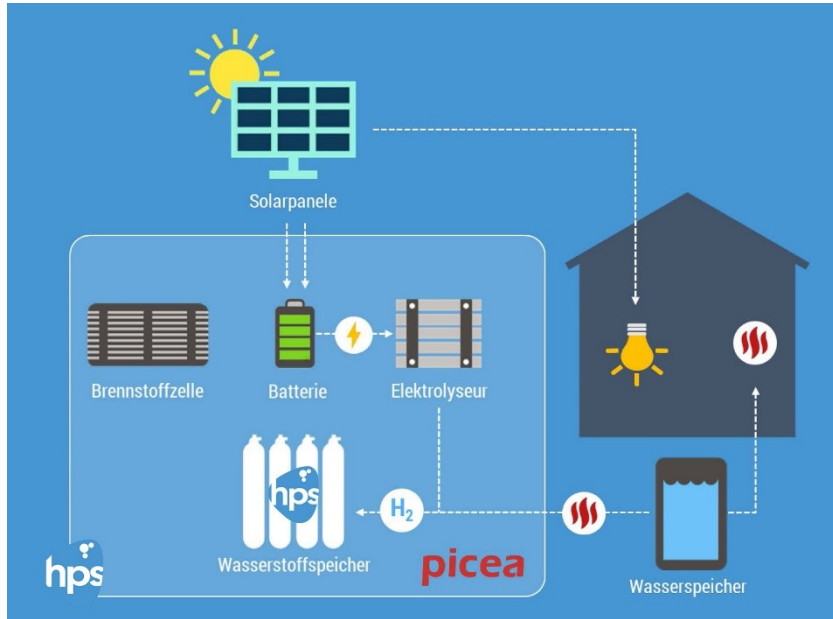 Solarpanele
Brennstoffzelle
Batterie
Elektrolyseur
hps
H2
Wasserstoffspeicher
picea
hps
Wasserspeicher